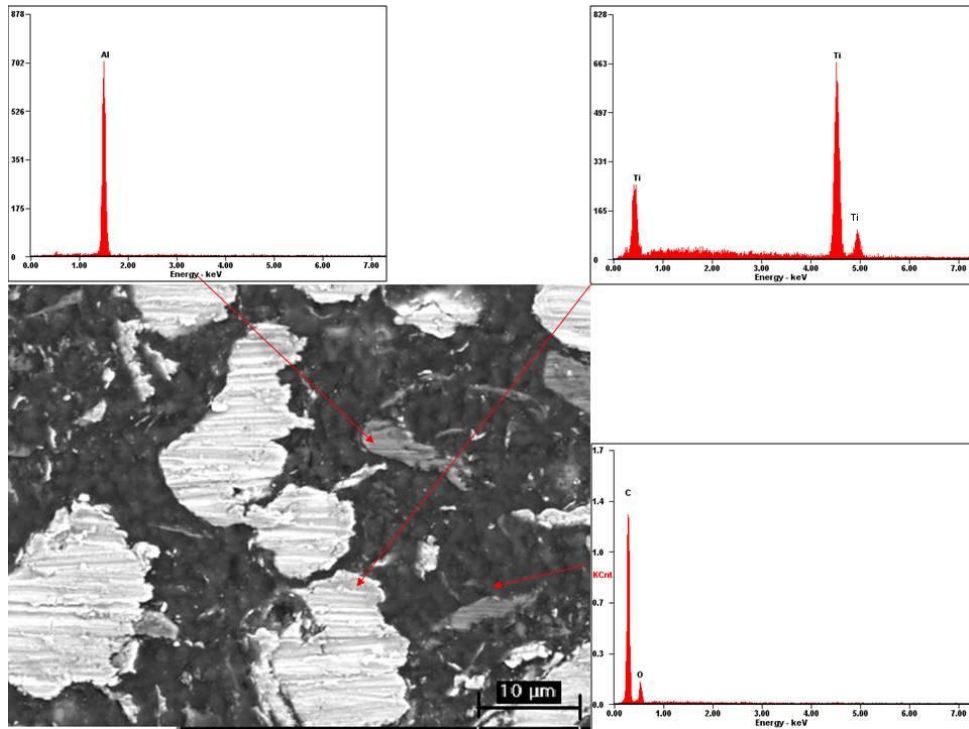 878
702
526
351
175
0
Al
0.00 1.00 2.00 3.00 4.00 5.00 6.00 7.00
Energy - keV
828
663
497
331
165
0
Ti
Ti
Ti
0.00 1.00 2.00 3.00 4.00 5.00 6.00 7.00
Energy - keV
10 µm
1.7
1.4
1.0
KCnt
0.7
0.3
0.0
C
O
0.00 1.00 2.00 3.00 4.00 5.00 6.00 7.00
Energy - keV